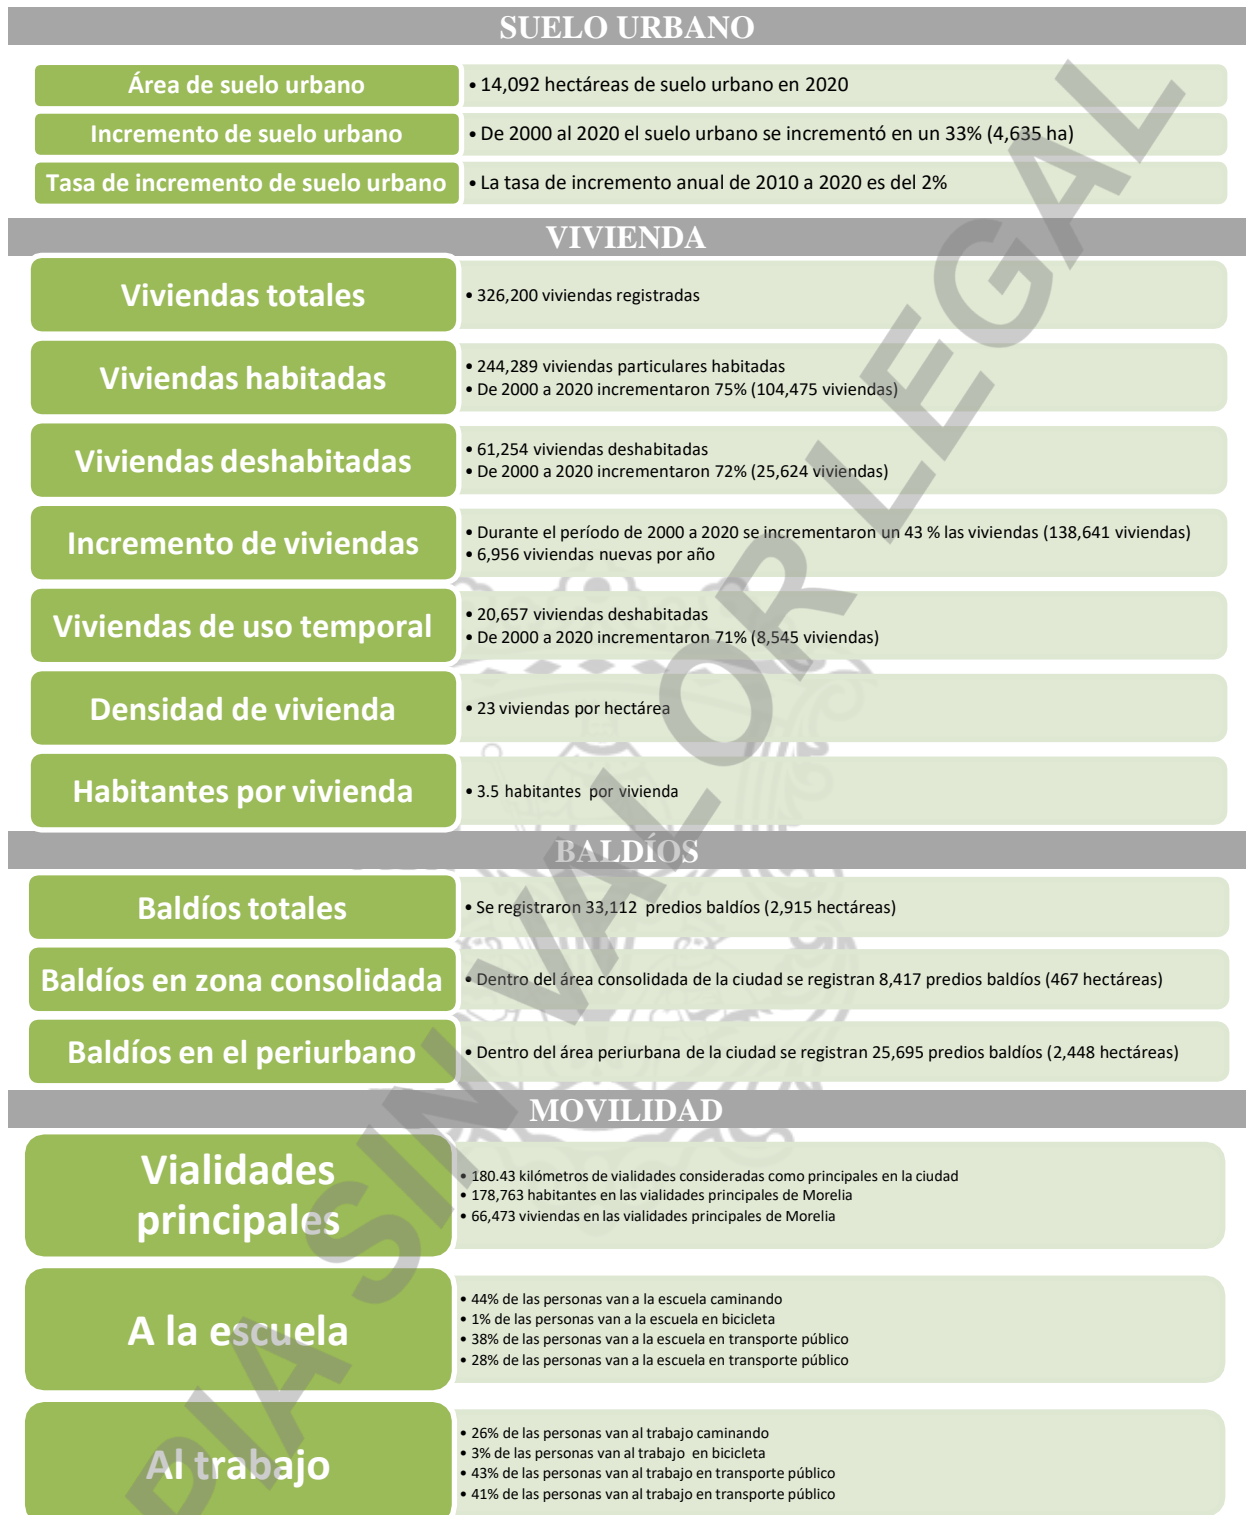 SUELO URBANO
Área de suelo urbano
• 14,092 hectáreas de suelo urbano en 2020
Incremento de suelo urbano
• De 2000 al 2020 el suelo urbano se incrementó en un 33% (4,635 ha)
Tasa de incremento de suelo urbano
• La tasa de incremento anual de 2010 a 2020 es del 2%
VIVIENDA
Viviendas totales
• 326,200 viviendas registradas
Viviendas habitadas
• 244,289 viviendas particulares habitadas
• De 2000 a 2020 incrementaron 75% (104,475 viviendas)
Viviendas deshabitadas
• 61,254 viviendas deshabitadas
• De 2000 a 2020 incrementaron 72% (25,624 viviendas)
Incremento de viviendas
• Durante el período de 2000 a 2020 se incrementaron un 43 % las viviendas (138,641 viviendas)
• 6,956 viviendas nuevas por año
Viviendas de uso temporal
• 20,657 viviendas deshabitadas
• De 2000 a 2020 incrementaron 71% (8,545 viviendas)
Densidad de vivienda
• 23 viviendas por hectárea
Habitantes por vivienda
• 3.5 habitantes por vivienda
BALDÍOS
Baldíos totales
• Se registraron 33,112 predios baldíos (2,915 hectáreas)
Baldíos en zona consolidada
• Dentro del área consolidada de la ciudad se registran 8,417 predios baldíos (467 hectáreas)
Baldíos en el periurbano
• Dentro del área periurbana de la ciudad se registran 25,695 predios baldíos (2,448 hectáreas)
MOVILIDAD
Vialidades
principales
• 180.43 kilómetros de vialidades consideradas como principales en la ciudad
• 178,763 habitantes en las vialidades principales de Morelia
• 66,473 viviendas en las vialidades principales de Morelia
A la escuela
• 44% de las personas van a la escuela caminando
• 1% de las personas van a la escuela en bicicleta
• 38% de las personas van a la escuela en transporte público
• 28% de las personas van a la escuela en transporte público
Al trabajo
• 26% de las personas van al trabajo caminando
• 3% de las personas van al trabajo en bicicleta
• 43% de las personas van al trabajo en transporte público
• 41% de las personas van al trabajo en transporte público
PIA SIN VALOR LEGAL